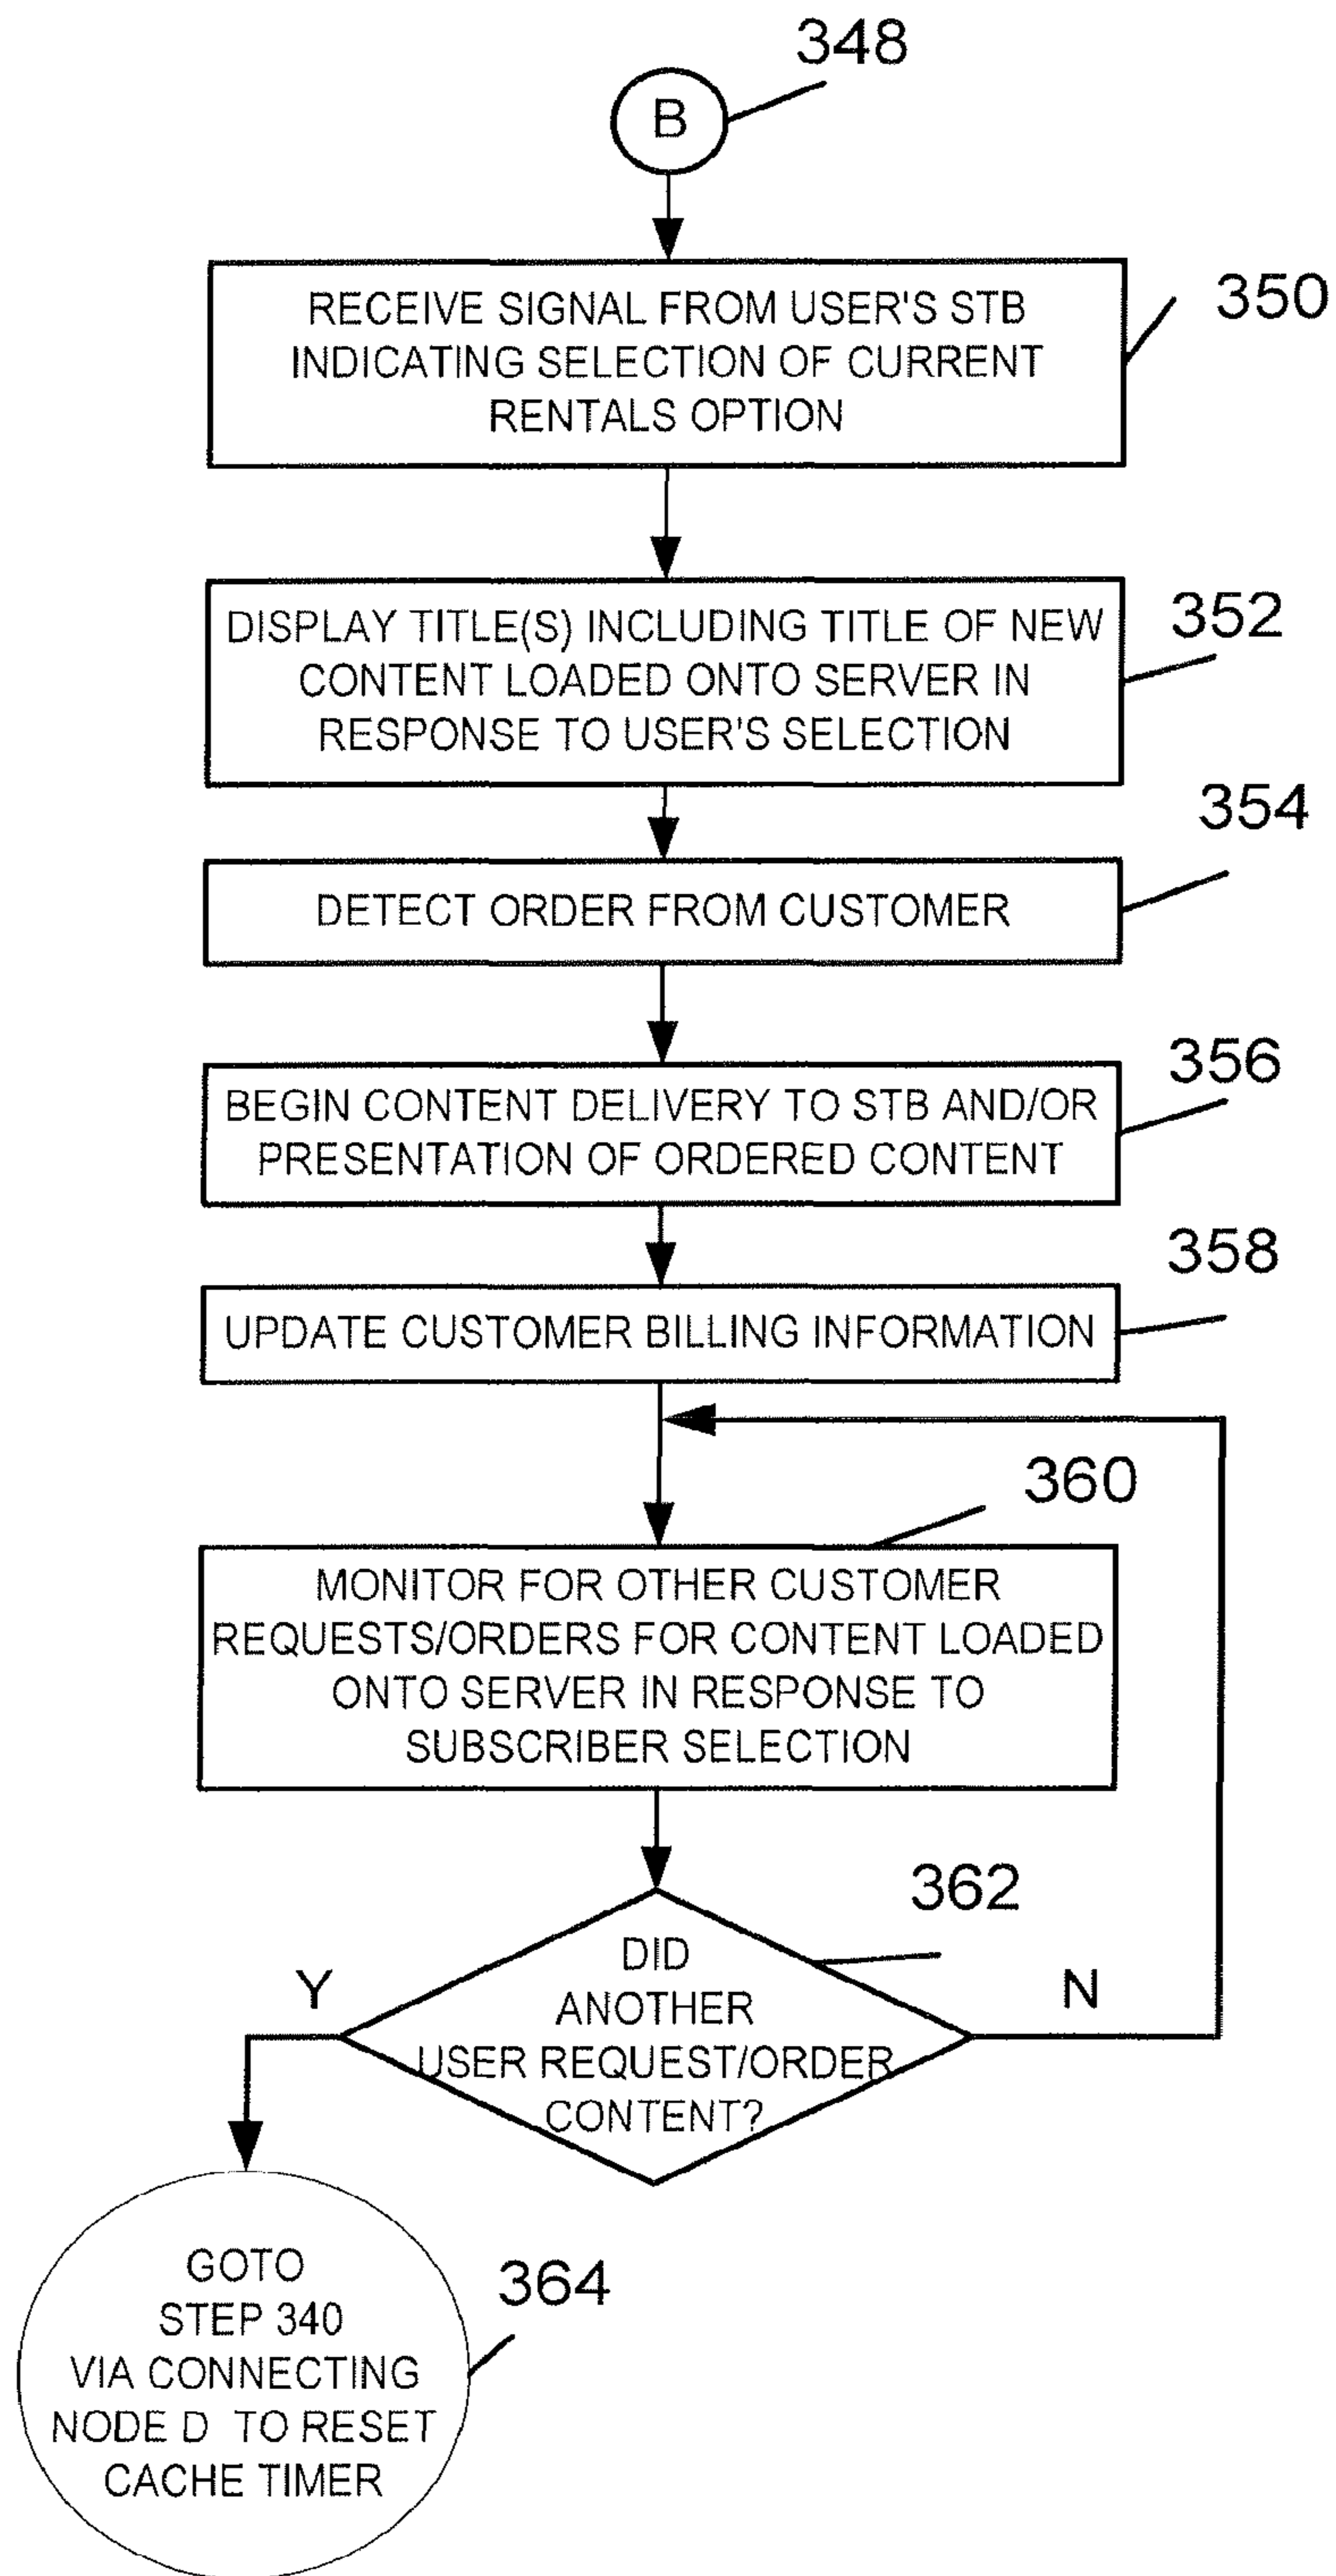 348
B
350
RECEIVE SIGNAL FROM USER'S STB
INDICATING SELECTION OF CURRENT
RENTALS OPTION
352
DISPLAY TITLE(S) INCLUDING TITLE OF NEW
CONTENT LOADED ONTO SERVER IN
RESPONSE TO USER'S SELECTION
354
DETECT ORDER FROM CUSTOMER
356
BEGIN CONTENT DELIVERY TO STB AND/OR
PRESENTATION OF ORDERED CONTENT
358
UPDATE CUSTOMER BILLING INFORMATION
360
MONITOR FOR OTHER CUSTOMER
REQUESTS/ORDERS FOR CONTENT LOADED
ONTO SERVER IN RESPONSE TO
SUBSCRIBER SELECTION
362
DID
ANOTHER
USER REQUEST/ORDER
CONTENT?
Y
N
GOTO
STEP 340
VIA CONNECTING
NODE D TO RESET
CACHE TIMER
364